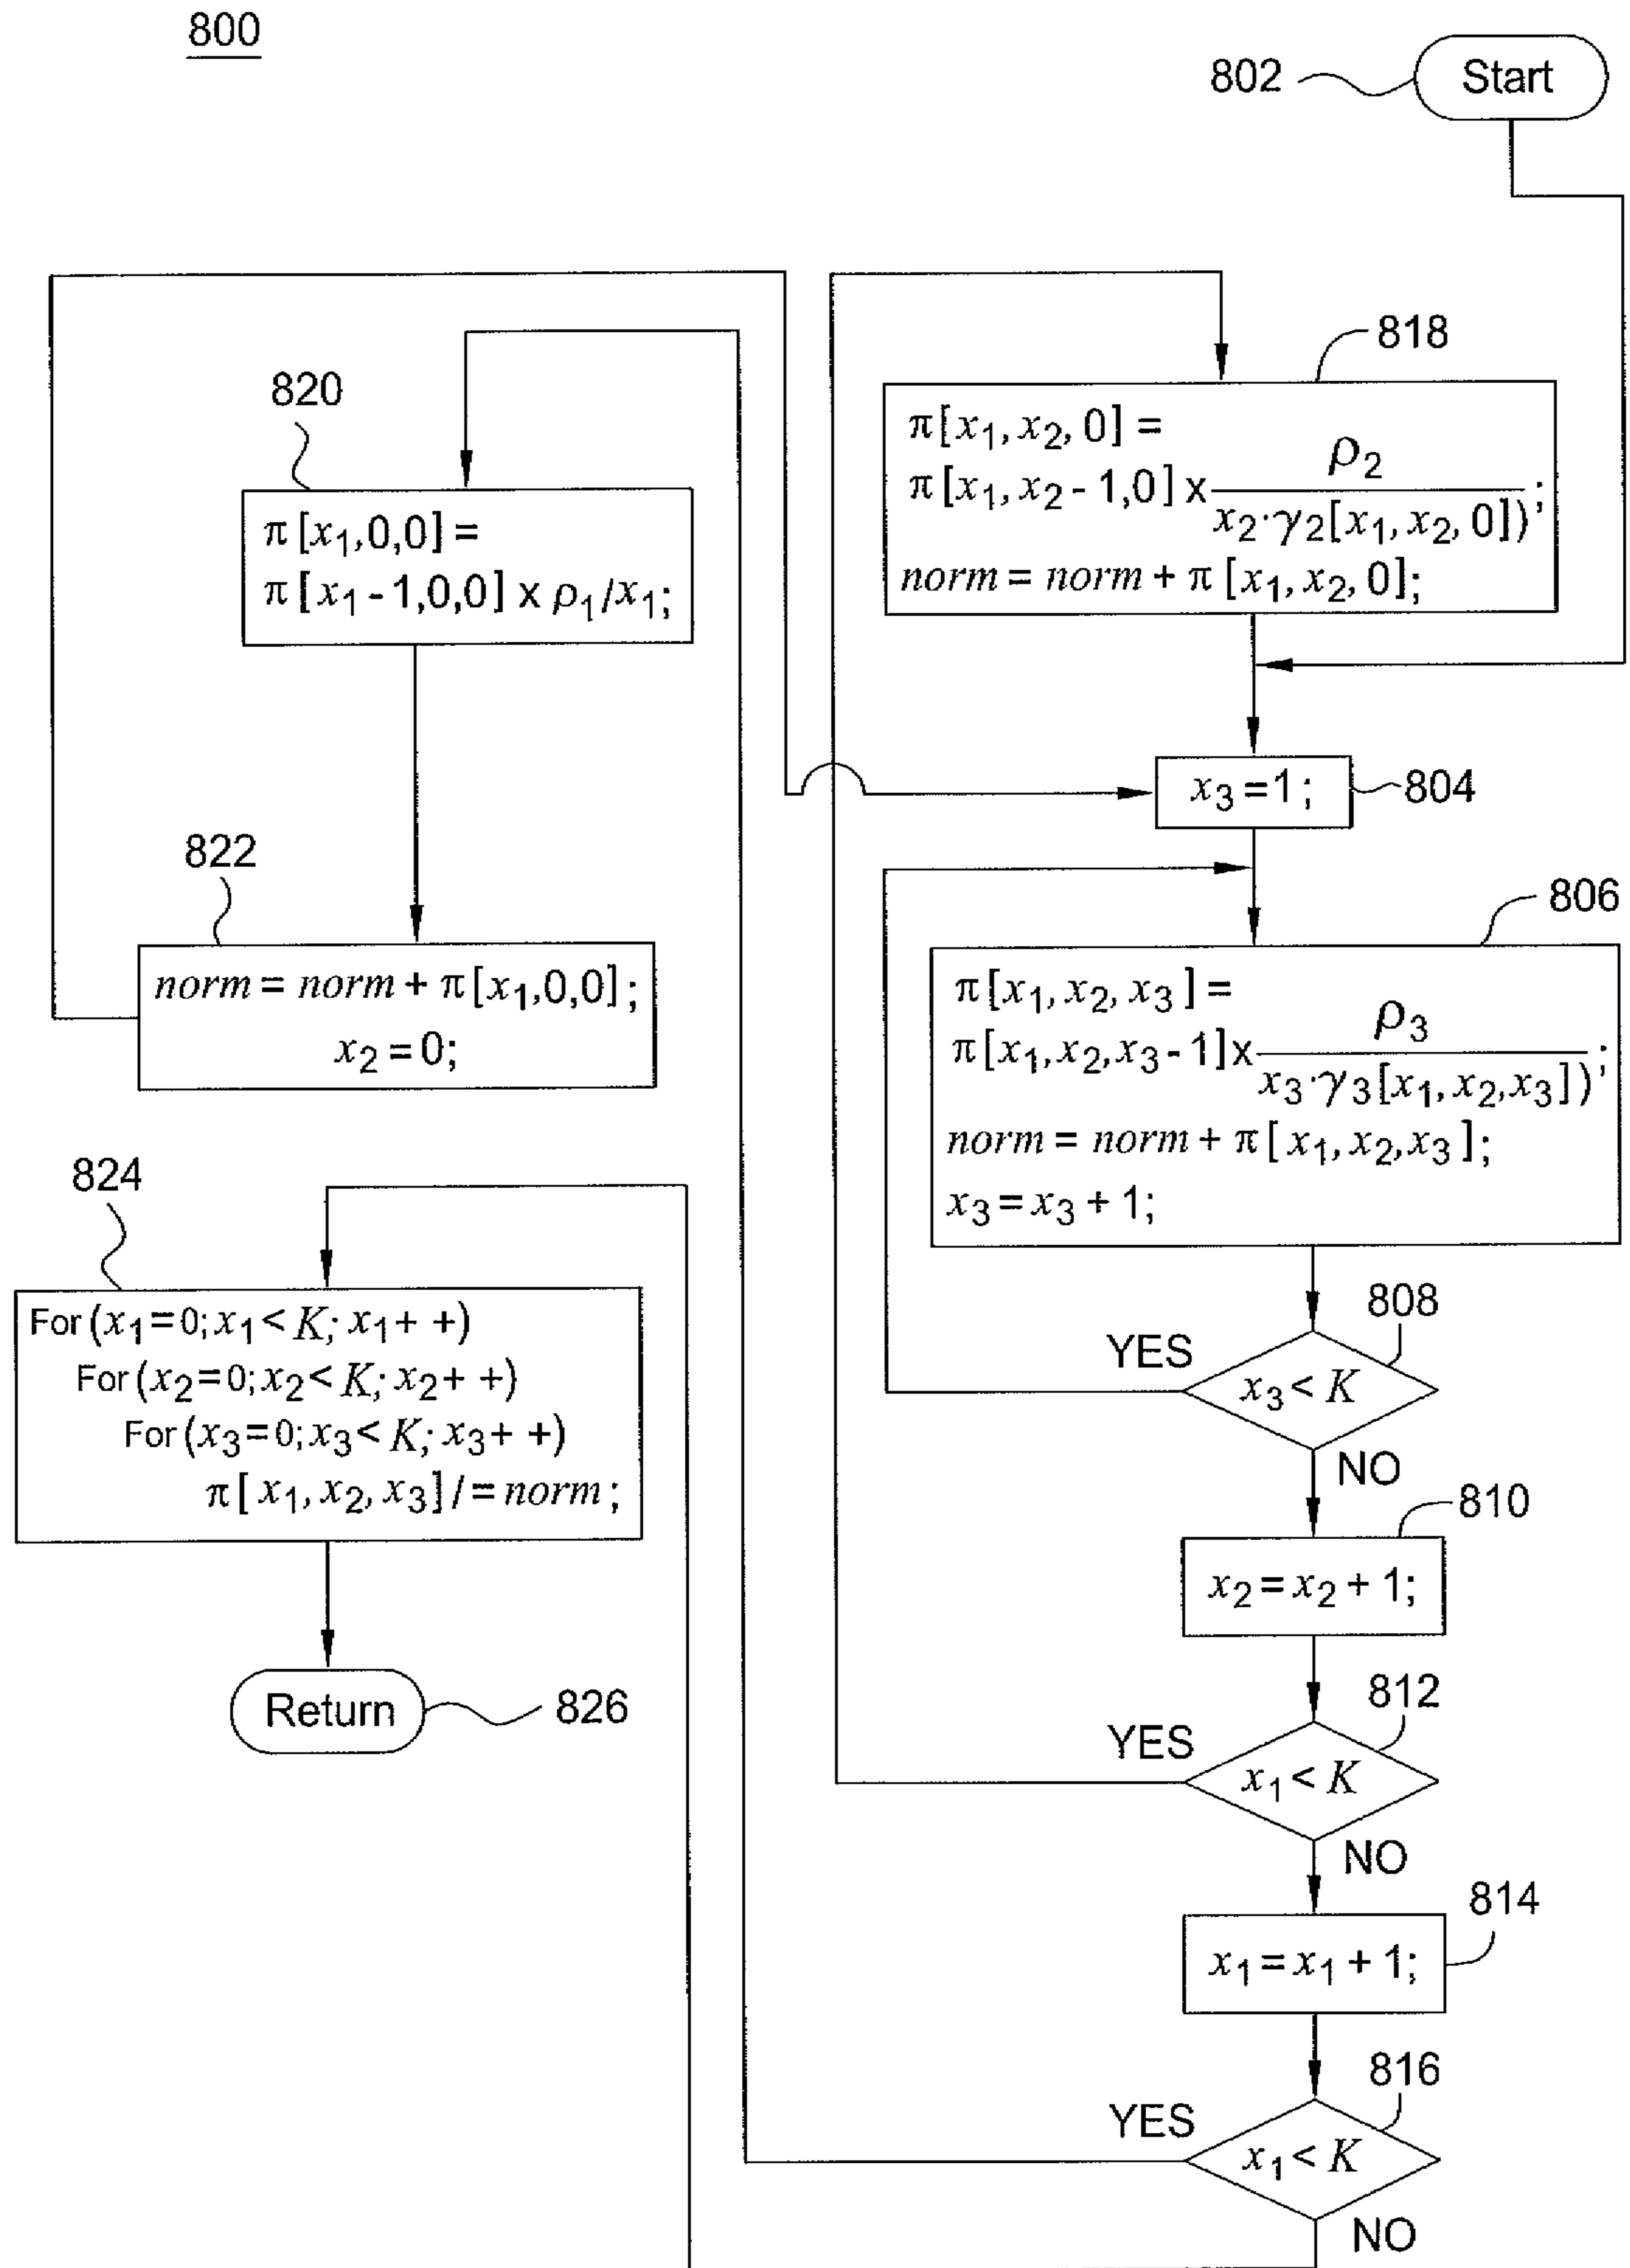 800
802
Start
818
π[x₁, x₂, 0] =
π[x₁, x₂ - 1,0] x ρ₂ / x₂·γ₂[x₁, x₂, 0]) ;
norm = norm + π [x₁, x₂, 0];
820
π [x₁,0,0] =
π [x₁ - 1,0,0] x ρ₁ /x₁;
x₃ =1 ;
804
822
norm = norm + π[x₁,0,0] ;
x₂ = 0;
806
π[x₁, x₂, x₃ ] =
π[x₁, x₂,x₃ - 1]x ρ₃ / x₃·γ₃[x₁, x₂,x₃]) ;
norm = norm + π[ x₁, x₂,x₃ ];
x₃ = x₃ + 1;
824
For (x₁ = 0; x₁ < K; x₁ + +)
For (x₂ = 0; x₂ < K; x₂ + +)
For (x₃ = 0; x₃ < K; x₃ + +)
π[ x₁, x₂, x₃] / = norm ;
808
YES
x₃ < K
NO
810
x₂ = x₂ + 1;
Return
826
812
YES
x₁ < K
NO
814
x₁ = x₁ + 1;
816
YES
x₁ < K
NO